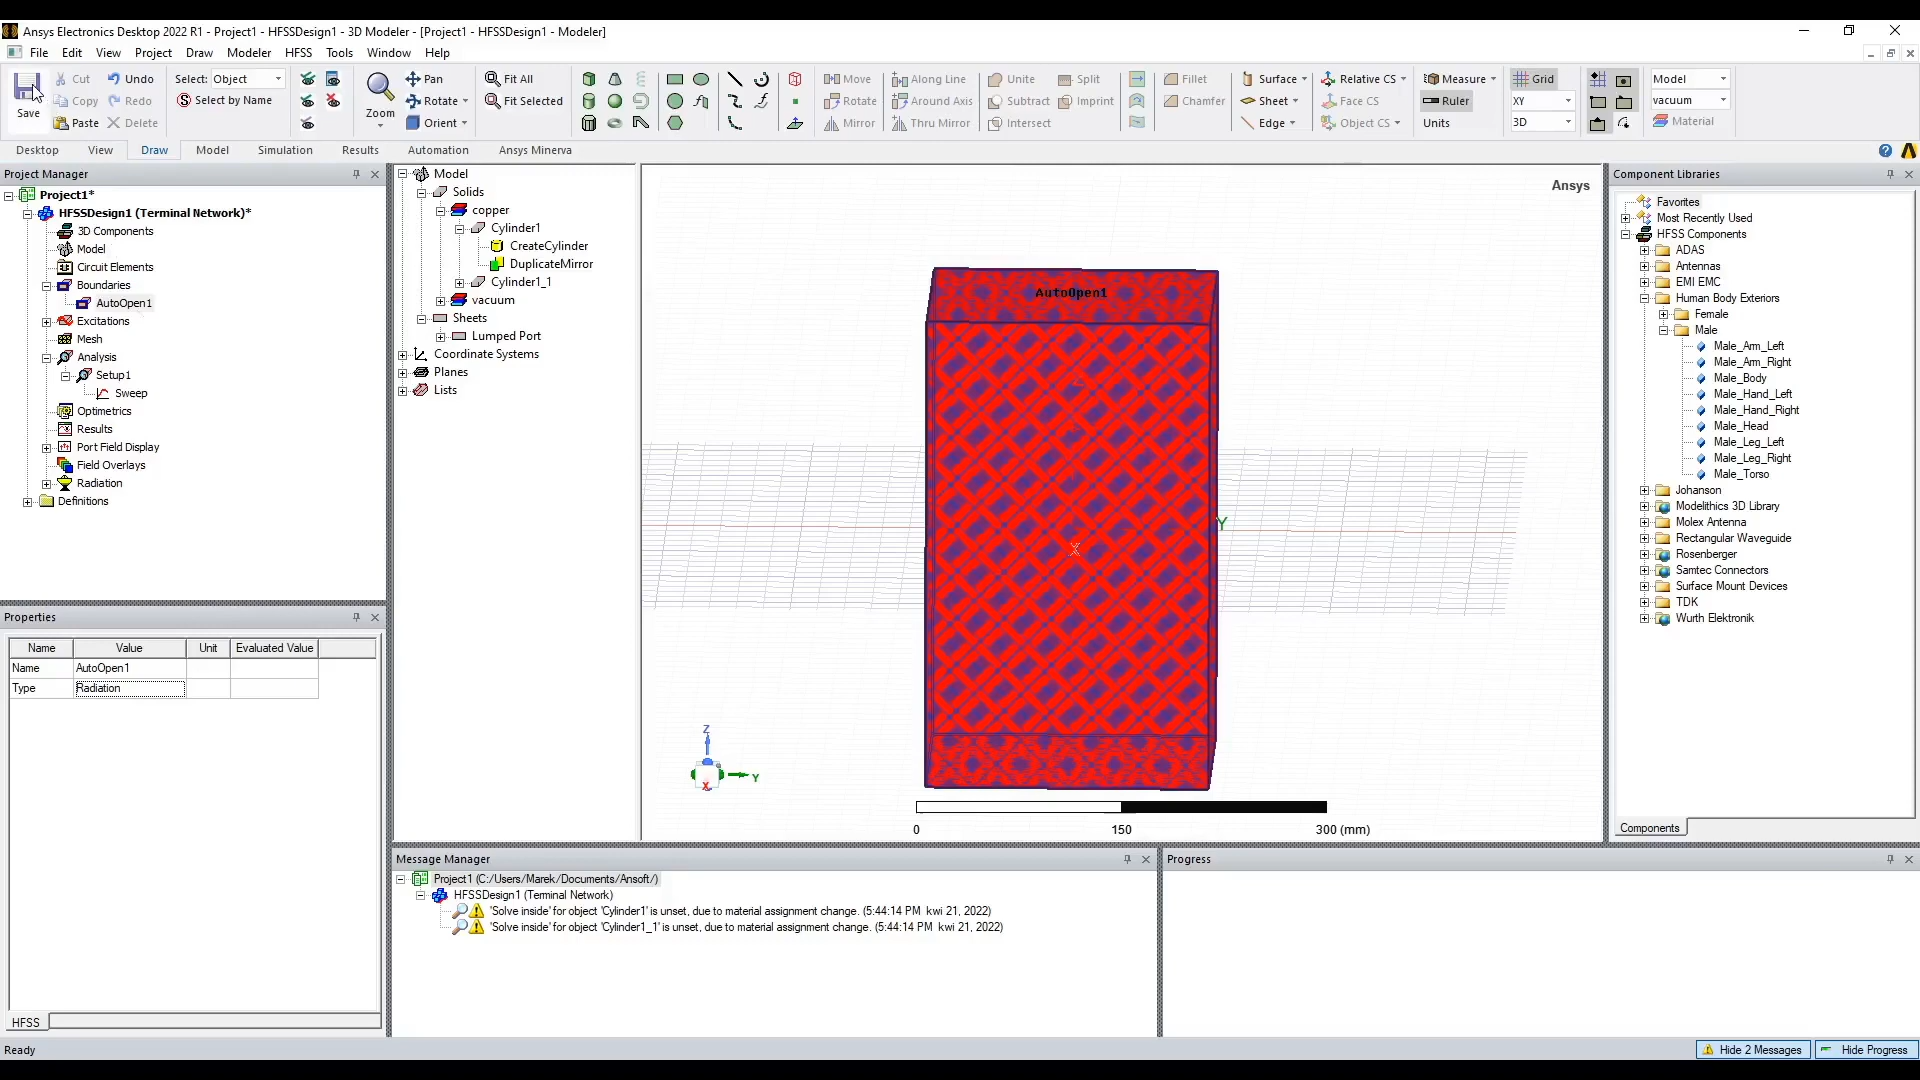 Ansys Electronics Desktop 2022 R1 - Project1 - HFSSDesign1 - 3D Modeler - [Project1 - HFSSDesign1 - Modeler]
File Edit View Project Draw Modeler HFSS Tools Window Help
Save
Cut
Copy
Paste
Undo
Redo
Delete
Select: Object
Select by Name
Zoom
Pan
Rotate
Orient
Fit All
Fit Selected
Move
Rotate
Mirror
Along Line
Around Axis
Thru Mirror
Unite
Subtract
Intersect
Split
Imprint
Fillet
Chamfer
Surface
Sheet
Edge
Relative CS
Face CS
Object CS
Measure
Ruler
Units
Grid
XY
3D
Model
vacuum
Material
Desktop View Draw Model Simulation Results Automation Ansys Minerva
Project Manager
Project1*
HFSSDesign1 (Terminal Network)*
3D Components
Model
Circuit Elements
Boundaries
AutoOpen1
Excitations
Mesh
Analysis
Setup1
Sweep
Optimetrics
Results
Port Field Display
Field Overlays
Radiation
Definitions
Properties
Name Value Unit Evaluated Value
Name AutoOpen1
Type Radiation
HFSS
Model
Solids
copper
Cylinder1
CreateCylinder
DuplicateMirror
Cylinder1_1
vacuum
Sheets
Lumped Port
Coordinate Systems
Planes
Lists
Ansys
AutoOpen1
Z
X
Y
Z
Y
X
0 150 300 (mm)
Component Libraries
Favorites
Most Recently Used
HFSS Components
ADAS
Antennas
EMI EMC
Human Body Exteriors
Female
Male
Male_Arm_Left
Male_Arm_Right
Male_Body
Male_Hand_Left
Male_Hand_Right
Male_Head
Male_Leg_Left
Male_Leg_Right
Male_Torso
Johanson
Modelithics 3D Library
Molex Antenna
Rectangular Waveguide
Rosenberger
Samtec Connectors
Surface Mount Devices
TDK
Wurth Elektronik
Components
Message Manager
Project1 (C:/Users/Marek/Documents/Ansoft/)
HFSSDesign1 (Terminal Network)
'Solve inside' for object 'Cylinder1' is unset, due to material assignment change. (5:44:14 PM kwi 21, 2022)
'Solve inside' for object 'Cylinder1_1' is unset, due to material assignment change. (5:44:14 PM kwi 21, 2022)
Progress
Ready
Hide 2 Messages
Hide Progress